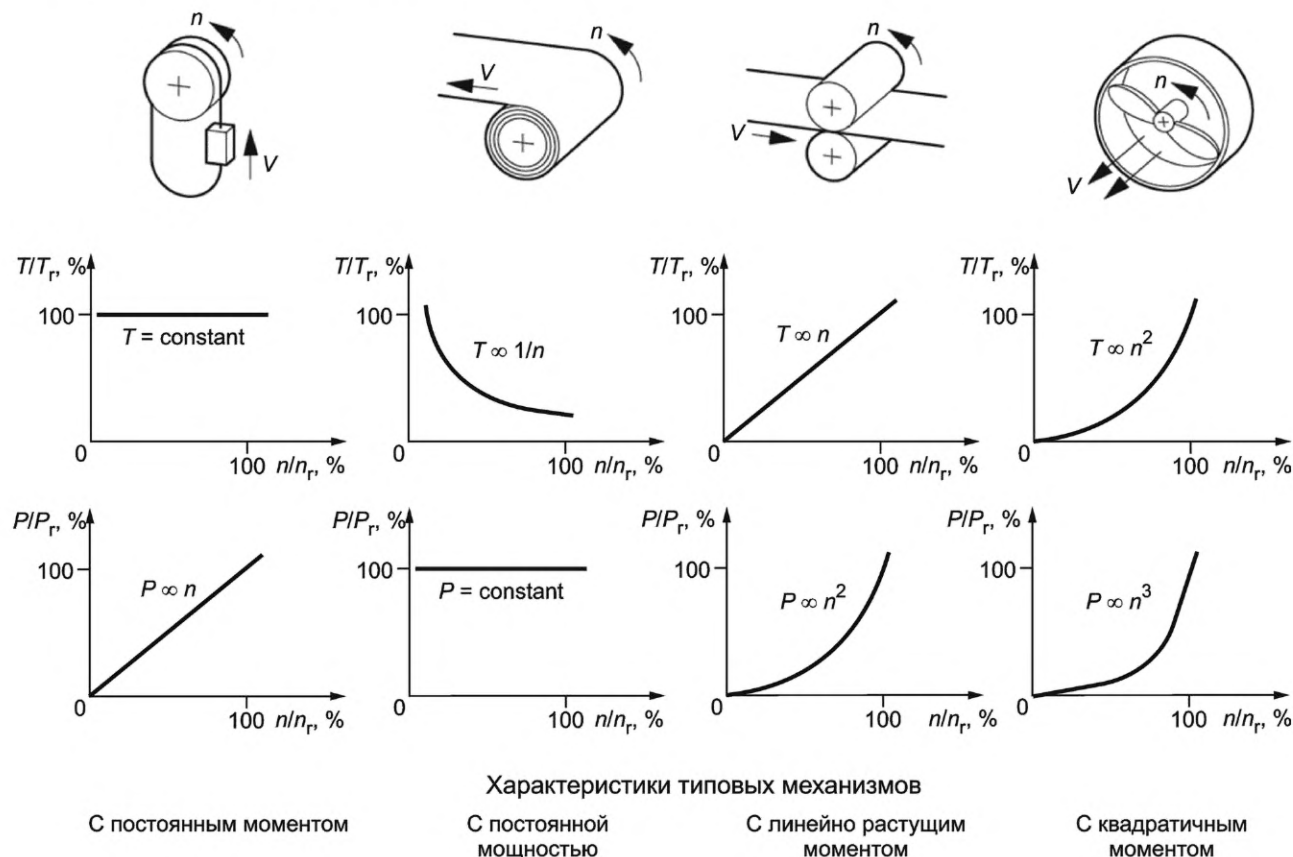 n
V
n
V
n
V
n
V
T/Tr, %
100
T = constant
0
100 n/nr, %
T/Tr, %
100
T ∞ 1/n
0
100 n/nr, %
T/Tr, %
100
T ∞ n
0
100 n/nr, %
T/Tr, %
100
T ∞ n²
0
100 n/nr, %
P/Pr, %
100
P ∞ n
0
100 n/nr, %
P/Pr, %
100
P = constant
0
100 n/nr, %
P/Pr, %
100
P ∞ n²
0
100 n/nr, %
P/Pr, %
100
P ∞ n³
0
100 n/nr, %
Характеристики типовых механизмов
С постоянным моментом
С постоянной
мощностью
С линейно растущим
моментом
С квадратичным
моментом